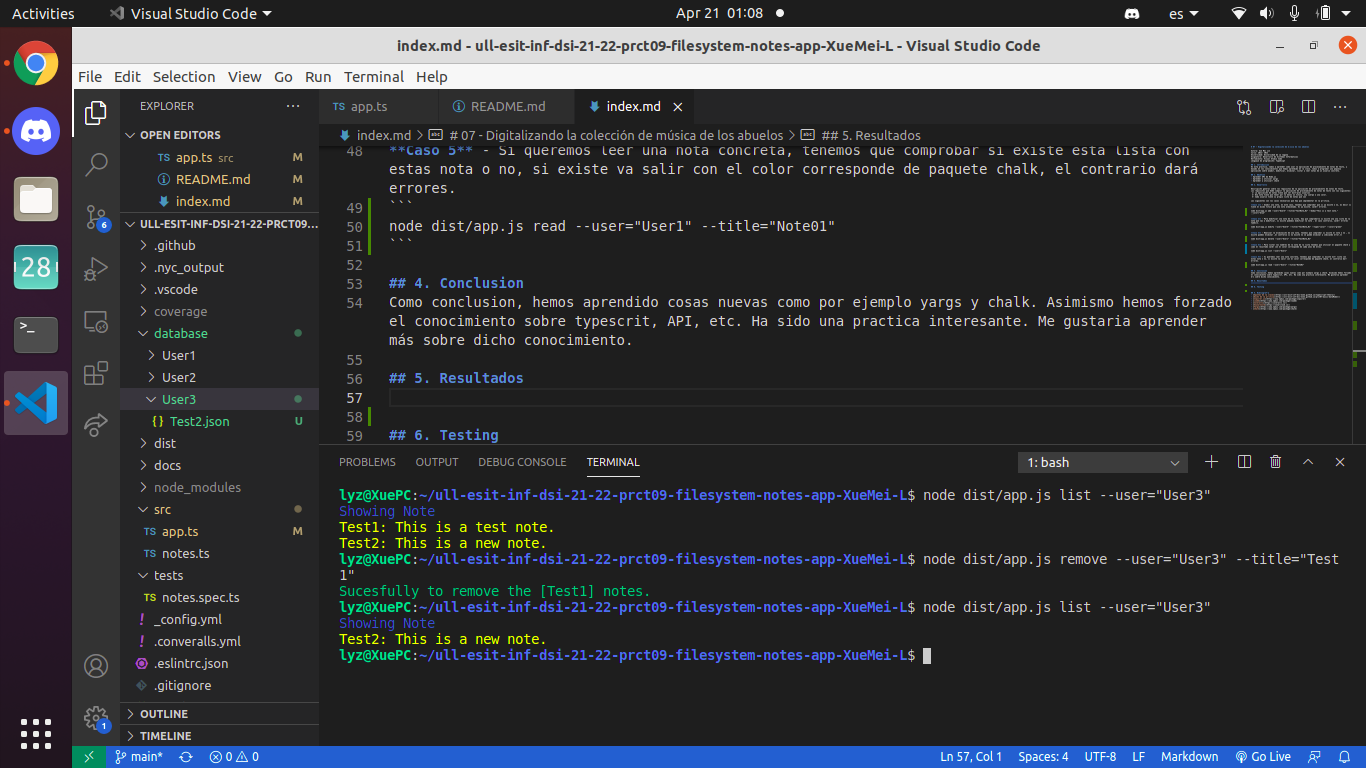 Activities
Visual Studio Code
Apr 21 01:08
es
index.md - ull-esit-inf-dsi-21-22-prct09-filesystem-notes-app-XueMei-L - Visual Studio Code
File Edit Selection View Go Run Terminal Help
EXPLORER
OPEN EDITORS
TS app.ts src M
README.md M
index.md M
ULL-ESIT-INF-DSI-21-22-PRCT09...
.github
.nyc_output
.vscode
coverage
database
User1
User2
User3
{} Test2.json U
dist
docs
node_modules
src
TS app.ts M
TS notes.ts
tests
TS notes.spec.ts
! _config.yml
! .converalls.yml
.eslintrc.json
.gitignore
OUTLINE
TIMELINE
28
6
1
TS app.ts
README.md
index.md
index.md > # 07 - Digitalizando la colección de música de los abuelos > ## 5. Resultados
48 **Caso 5** - Si queremos leer una nota concreta, tenemos que comprobar si existe esta lista con
estas nota o no, si existe va salir con el color corresponde de paquete chalk, el contrario dará
errores.
49 ```
50 node dist/app.js read --user="User1" --title="Note01"
51 ```
52
53 ## 4. Conclusion
54 Como conclusion, hemos aprendido cosas nuevas como por ejemplo yargs y chalk. Asimismo hemos forzado
el conocimiento sobre typescrit, API, etc. Ha sido una practica interesante. Me gustaria aprender
más sobre dicho conocimiento.
55
56 ## 5. Resultados
57
58
59 ## 6. Testing
PROBLEMS OUTPUT DEBUG CONSOLE TERMINAL
1: bash
lyz@XuePC:~/ull-esit-inf-dsi-21-22-prct09-filesystem-notes-app-XueMei-L$ node dist/app.js list --user="User3"
Showing Note
Test1: This is a test note.
Test2: This is a new note.
lyz@XuePC:~/ull-esit-inf-dsi-21-22-prct09-filesystem-notes-app-XueMei-L$ node dist/app.js remove --user="User3" --title="Test
1"
Sucesfully to remove the [Test1] notes.
lyz@XuePC:~/ull-esit-inf-dsi-21-22-prct09-filesystem-notes-app-XueMei-L$ node dist/app.js list --user="User3"
Showing Note
Test2: This is a new note.
lyz@XuePC:~/ull-esit-inf-dsi-21-22-prct09-filesystem-notes-app-XueMei-L$
main* 0 0
Ln 57, Col 1 Spaces: 4 UTF-8 LF Markdown Go Live